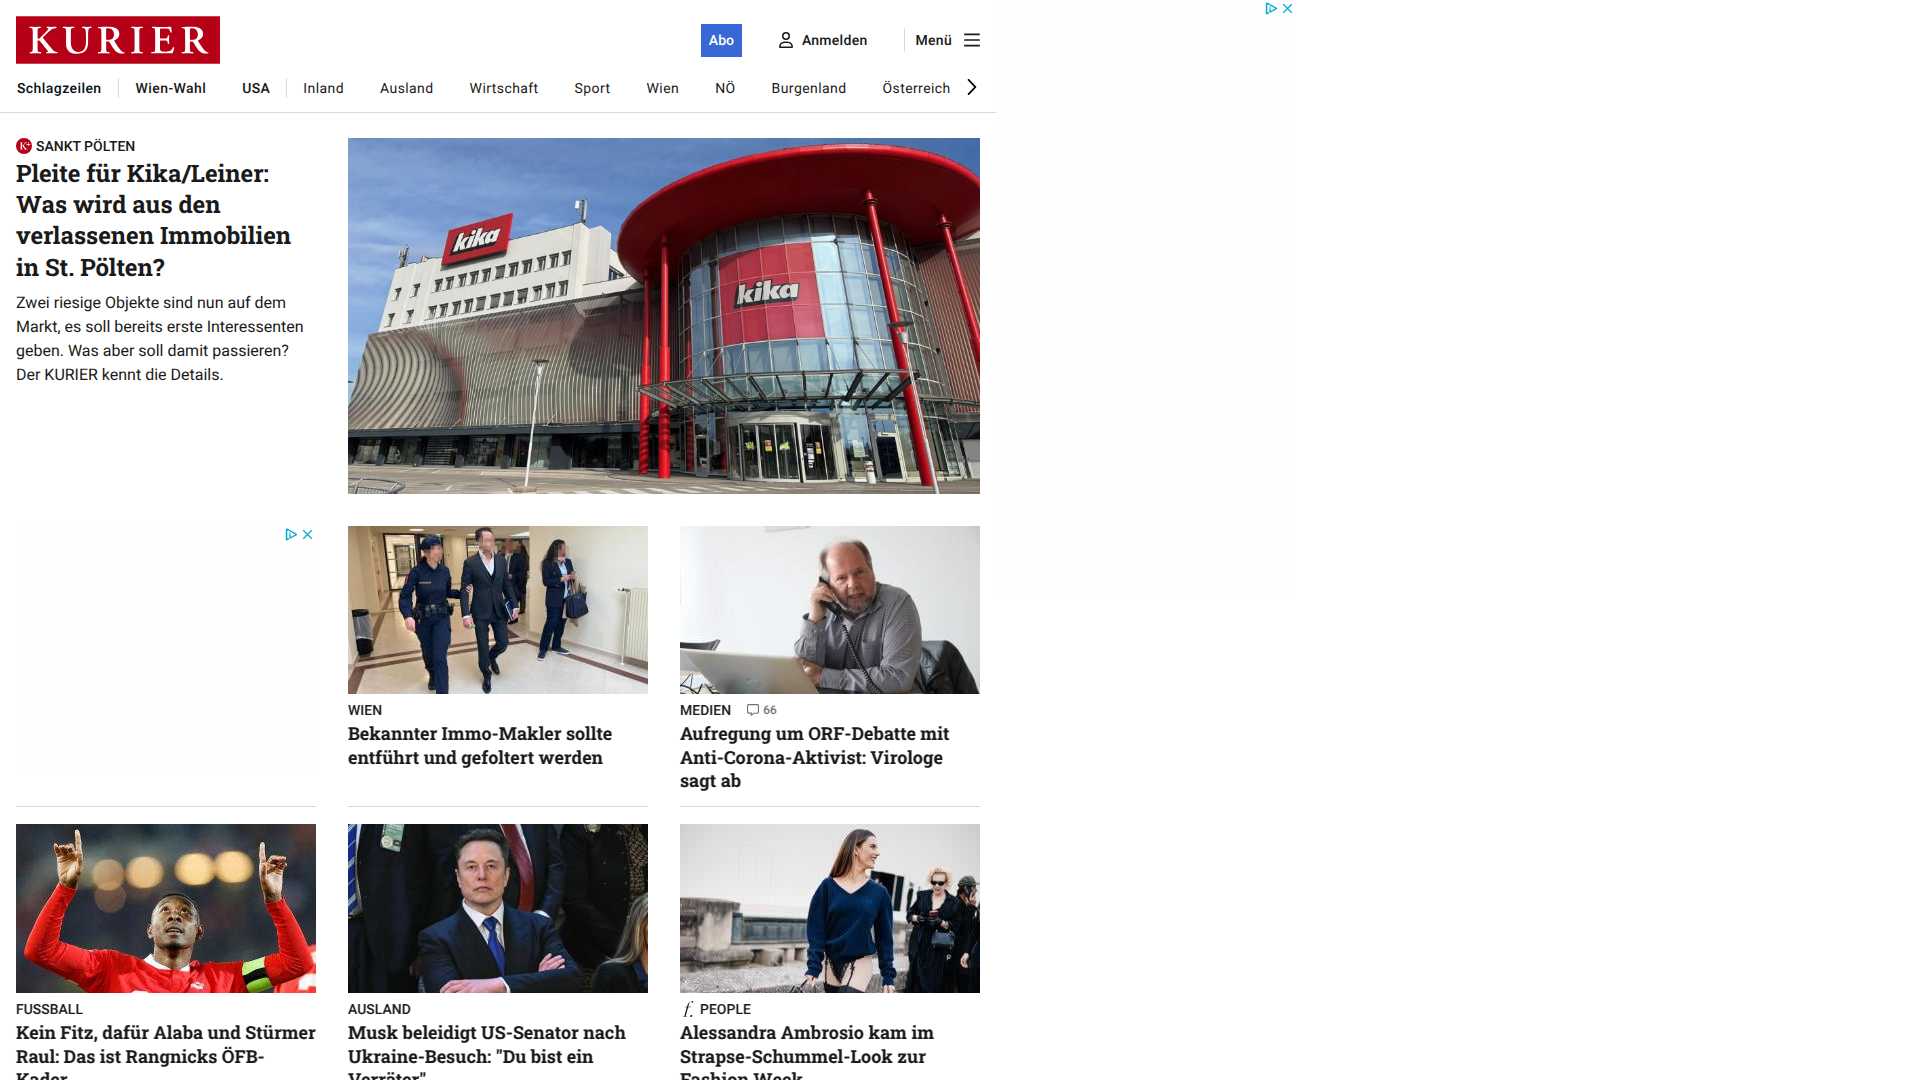 KURIER
Abo
Anmelden
Menü
Schlagzeilen
Wien-Wahl
USA
Inland
Ausland
Wirtschaft
Sport
Wien
NÖ
Burgenland
Österreich
SANKT PÖLTEN
Pleite für Kika/Leiner:
Was wird aus den
verlassenen Immobilien
in St. Pölten?
Zwei riesige Objekte sind nun auf dem
Markt, es soll bereits erste Interessenten
geben. Was aber soll damit passieren?
Der KURIER kennt die Details.
kika
kika
WIEN
Bekannter Immo-Makler sollte
entführt und gefoltert werden
MEDIEN 66
Aufregung um ORF-Debatte mit
Anti-Corona-Aktivist: Virologe
sagt ab
FUSSBALL
Kein Fitz, dafür Alaba und Stürmer
Raul: Das ist Rangnicks ÖFB-
Kader
AUSLAND
Musk beleidigt US-Senator nach
Ukraine-Besuch: "Du bist ein
Verräter"
f. PEOPLE
Alessandra Ambrosio kam im
Strapse-Schummel-Look zur
Fashion Week